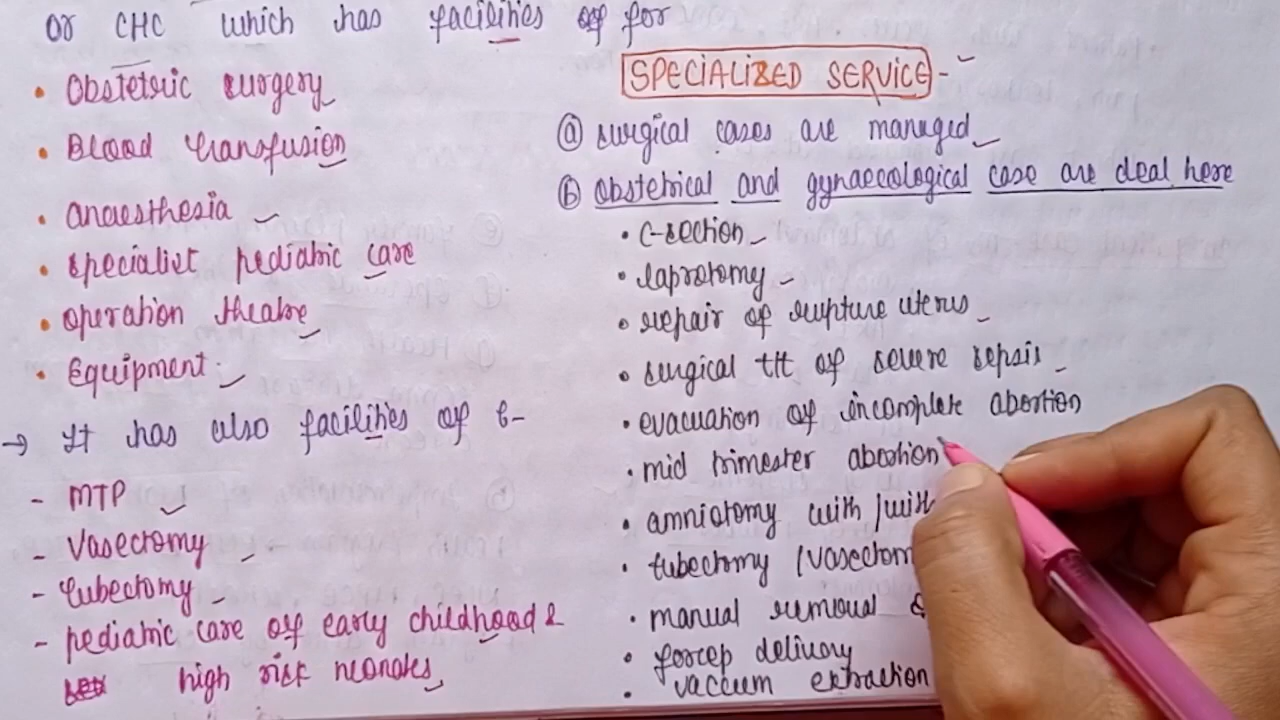 or CHC which has facilities of for
• Obstetric surgery
• Blood transfusion
• anaesthesia
• specialist pediatric care
• operation theatre
• Equipment :
→ It has also facilities of :-
- MTP
- Vasectomy
- tubectomy
- pediatric care of early childhood &
high risk neonates
SPECIALIZED SERVICE -
ⓐ surgical cases are managed
ⓑ Obstetrical and gynaecological case are deal here
• C-section
• laprotomy
• repair of rupture uterus
• surgical t/t of severe sepsis
• evacuation of incomplete abortion
• mid trimester abortion
• amniotomy with /with
• tubectomy /vasectom
• manual removal
• forcep delivery
• vaccum extraction